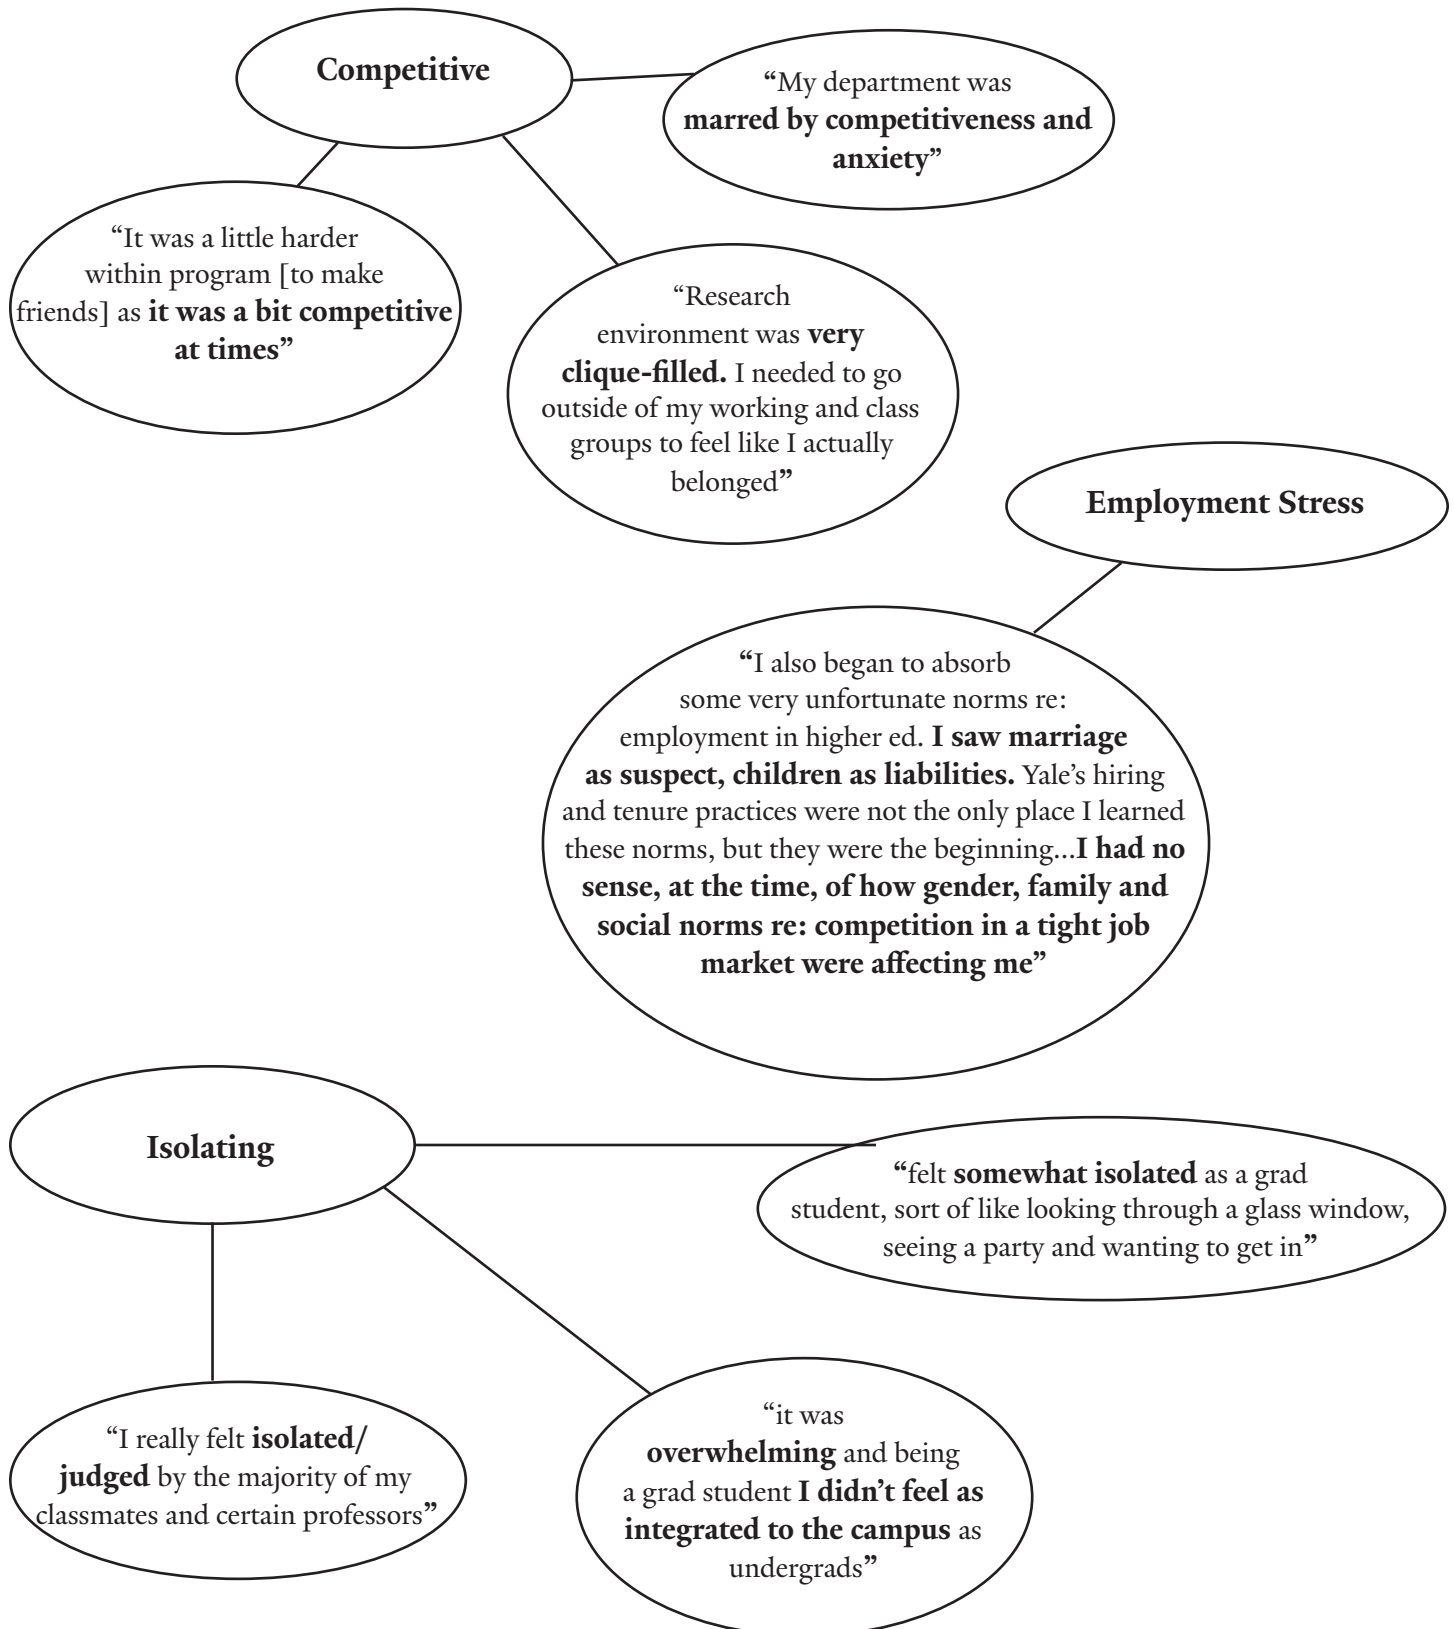 Competitive
“My department was
marred by competitiveness and
anxiety”
“It was a little harder
within program [to make
friends] as it was a bit competitive
at times”
“Research
environment was very
clique-filled. I needed to go
outside of my working and class
groups to feel like I actually
belonged”
Employment Stress
“I also began to absorb
some very unfortunate norms re:
employment in higher ed. I saw marriage
as suspect, children as liabilities. Yale’s hiring
and tenure practices were not the only place I learned
these norms, but they were the beginning...I had no
sense, at the time, of how gender, family and
social norms re: competition in a tight job
market were affecting me”
Isolating
“felt somewhat isolated as a grad
student, sort of like looking through a glass window,
seeing a party and wanting to get in”
“I really felt isolated/
judged by the majority of my
classmates and certain professors”
“it was
overwhelming and being
a grad student I didn’t feel as
integrated to the campus as
undergrads”